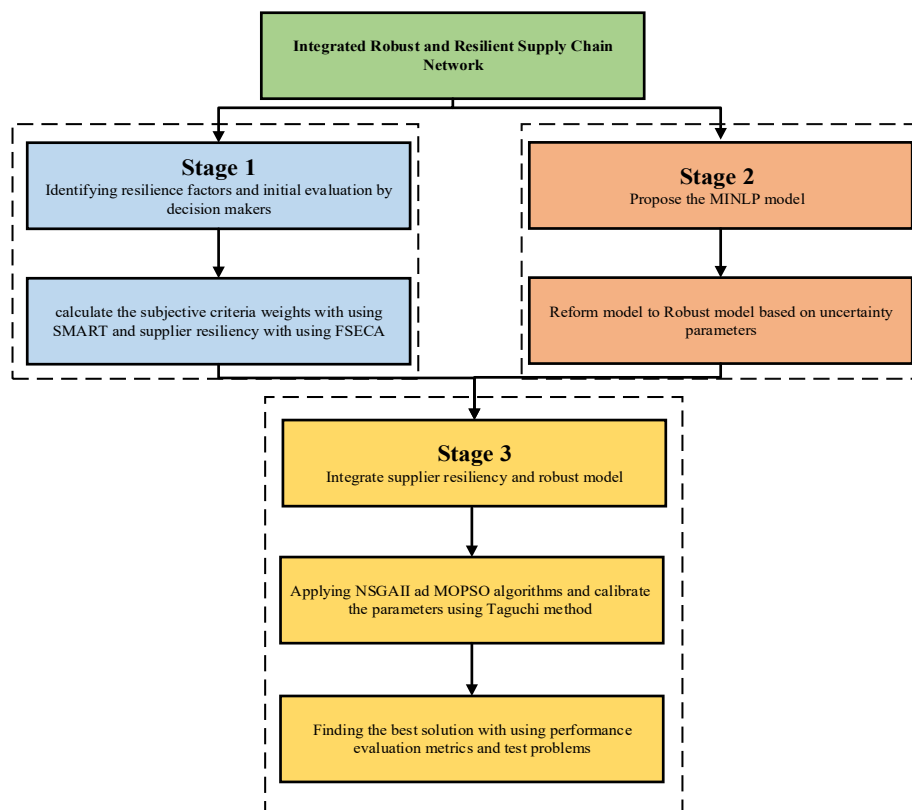 Integrated Robust and Resilient Supply Chain
Network
Stage 1
Identifying resilience factors and initial evaluation by
decision makers
calculate the subjective criteria weights with using
SMART and supplier resiliency with using FSECA
Stage 2
Propose the MINLP model
Reform model to Robust model based on uncertainty
parameters
Stage 3
Integrate supplier resiliency and robust model
Applying NSGAII ad MOPSO algorithms and calibrate
the parameters using Taguchi method
Finding the best solution with using performance
evaluation metrics and test problems